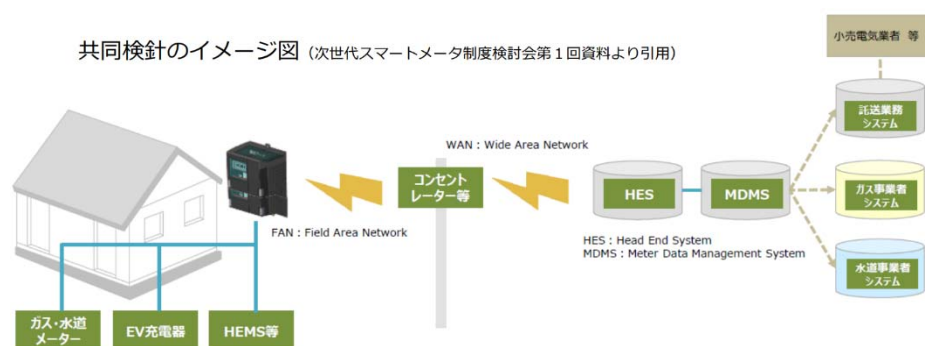 共同検針のイメージ図（次世代スマートメータ制度検討会第１回資料より引用）
小売電気業者 等
託送業務
システム
WAN：Wide Area Network
コンセント
レーター等
HES
MDMS
ガス事業者
システム
FAN：Field Area Network
HES：Head End System
MDMS：Meter Data Management System
水道事業者
システム
ガス・水道
メーター
EV充電器
HEMS等